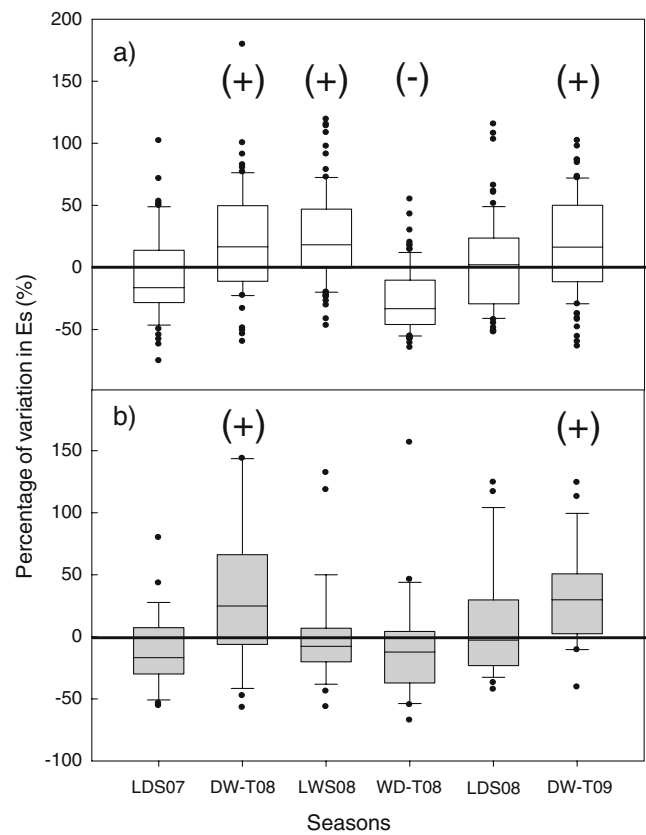 Percentage of variation in Es (%)
a)
200
150
100
50
0
-50
(+) (+) (-) (+)
b)
150
100
50
0
-50
-100
(+) (+)
LDS07 DW-T08 LWS08 WD-T08 LDS08 DW-T09
Seasons